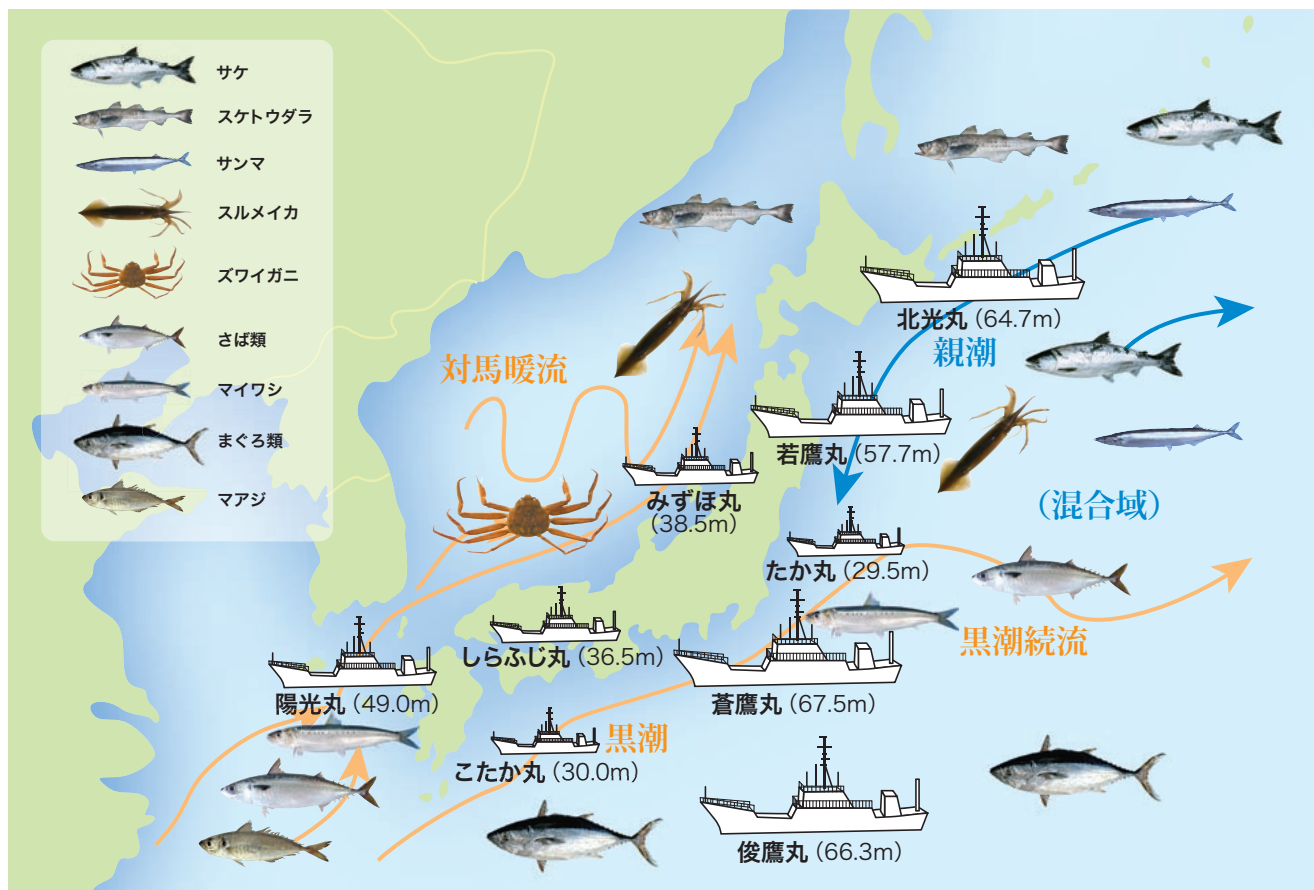 サケ
スケトウダラ
サンマ
スルメイカ
ズワイガニ
さば類
マイワシ
まぐろ類
マアジ
北光丸 (64.7m)
親潮
対馬暖流
若鷹丸 (57.7m)
みずほ丸
(38.5m)
(混合域)
たか丸 (29.5m)
黒潮続流
しらふじ丸 (36.5m)
陽光丸 (49.0m)
蒼鷹丸 (67.5m)
黒潮
こたか丸 (30.0m)
俊鷹丸 (66.3m)